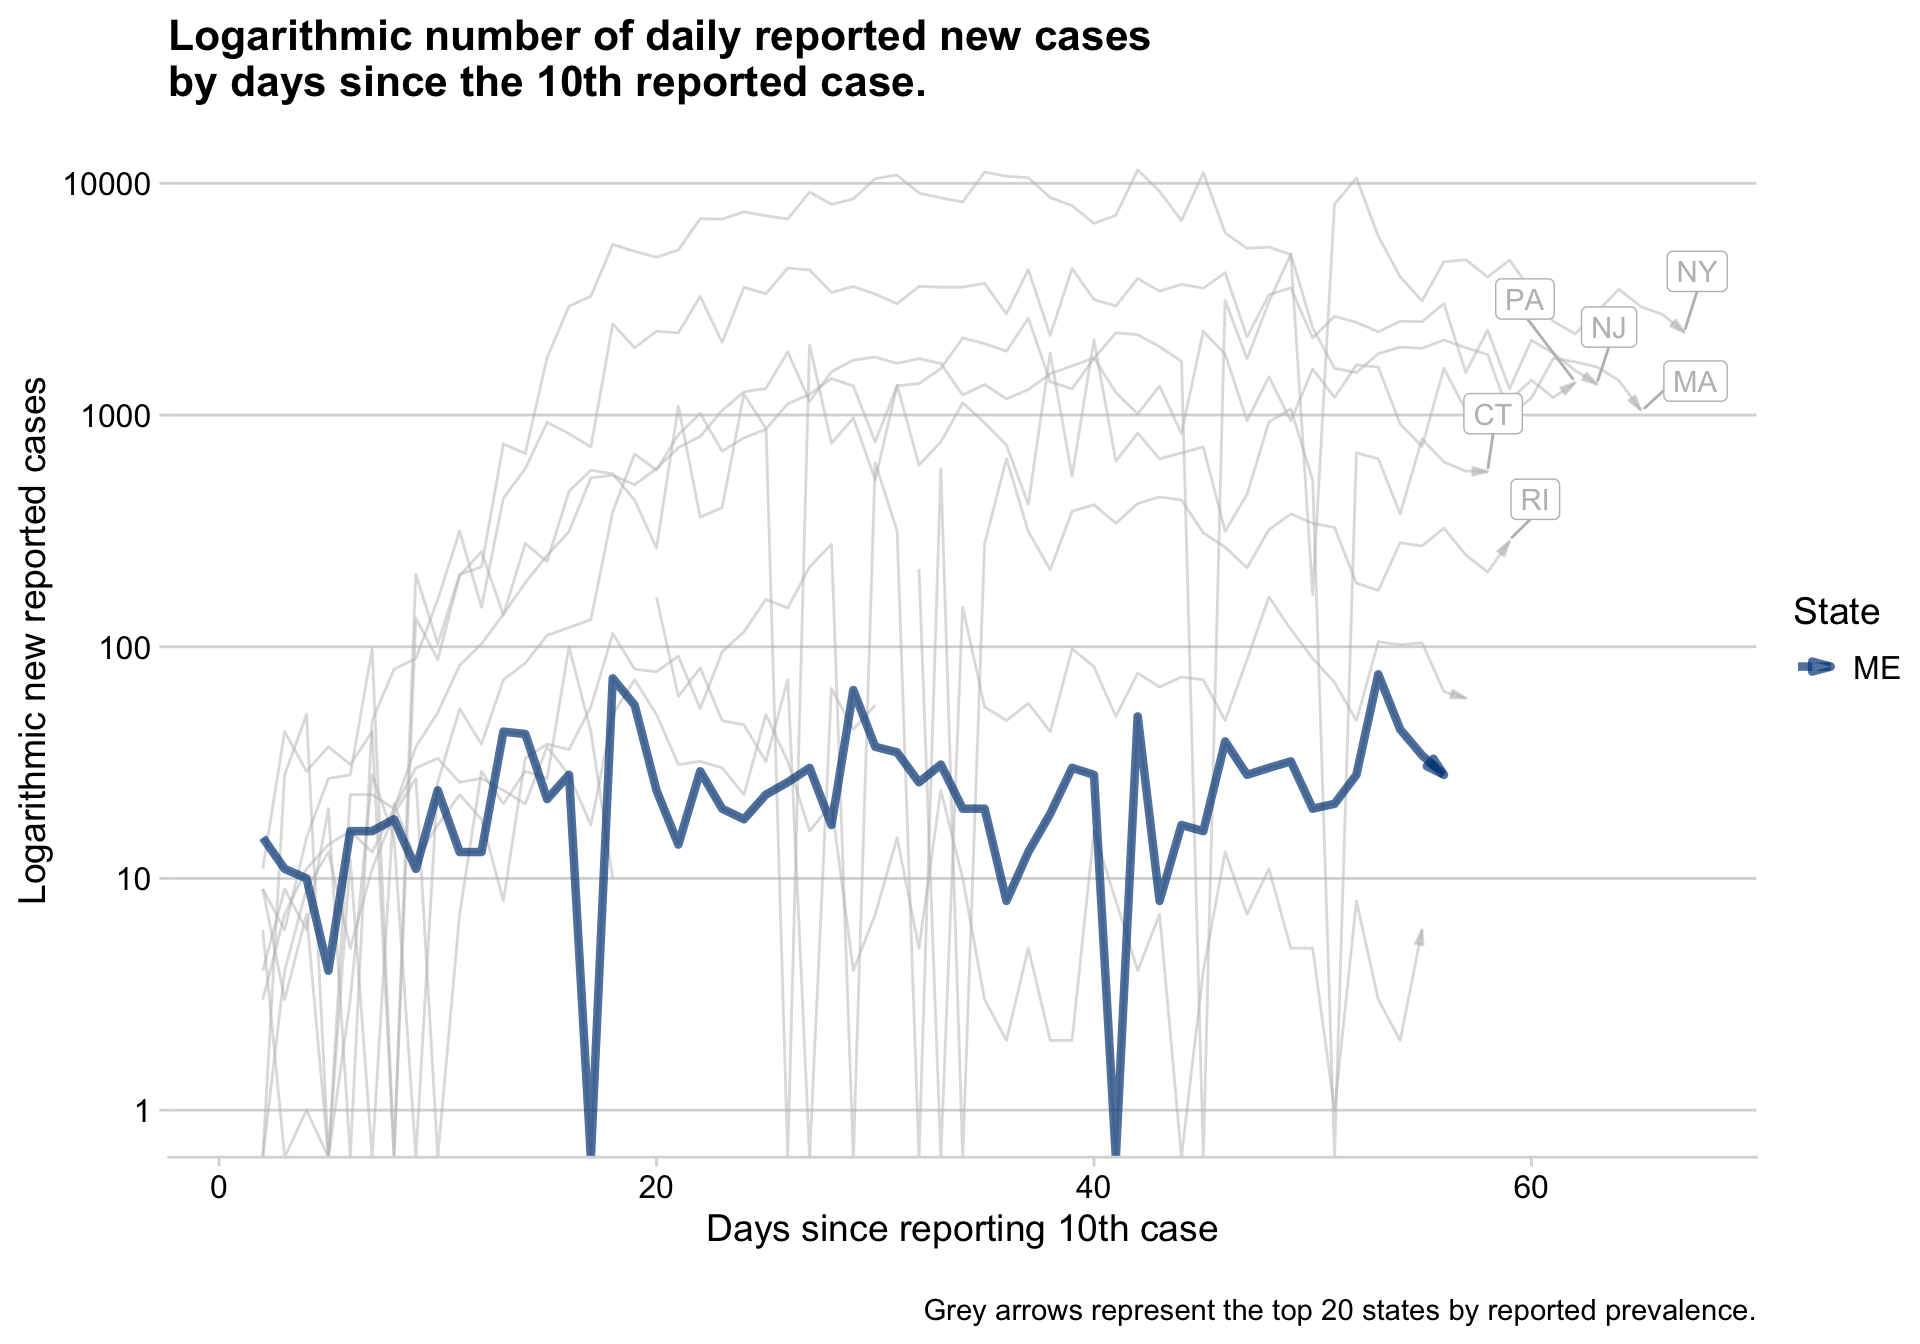 Logarithmic number of daily reported new cases
by days since the 10th reported case.
Logarithmic new reported cases
10000
1000
100
10
1
NY
PA
NJ
MA
CT
RI
State
ME
0
20
40
60
Days since reporting 10th case
Grey arrows represent the top 20 states by reported prevalence.